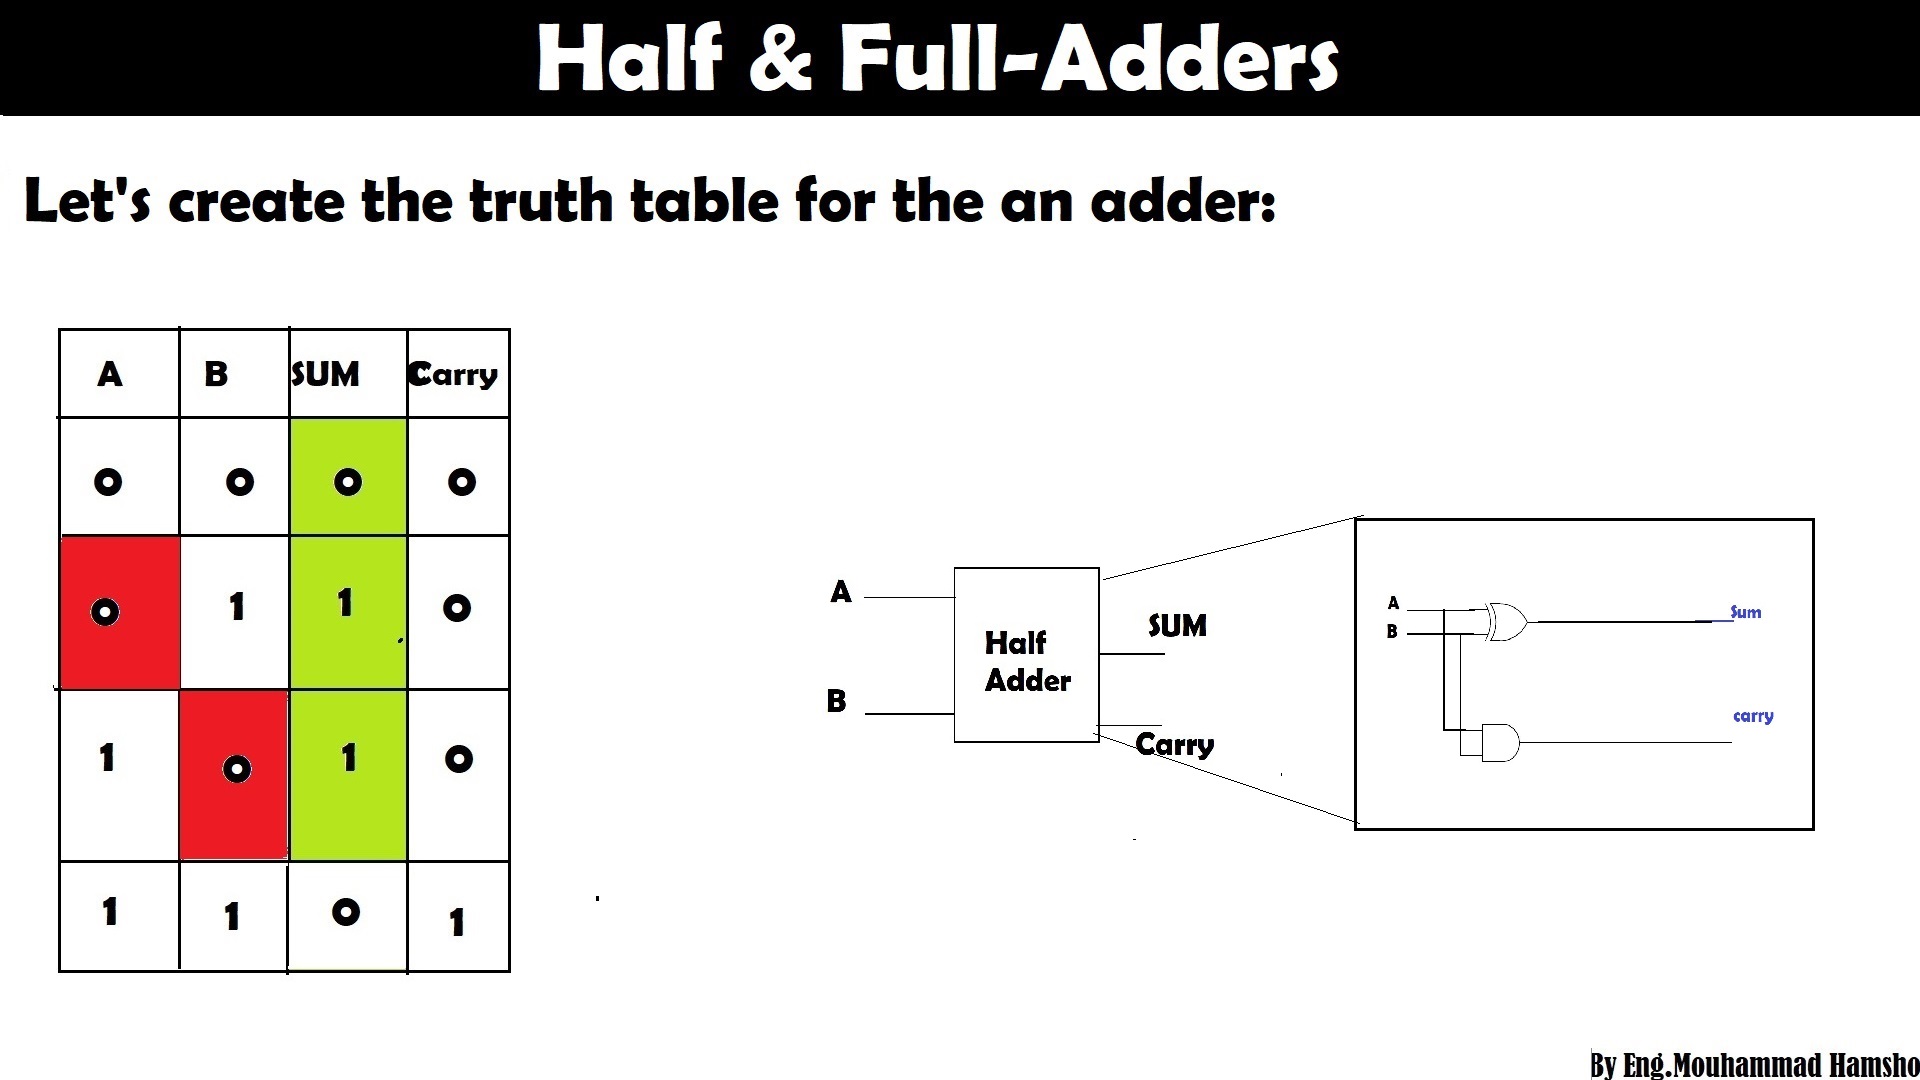 Half & Full-Adders
Let's create the truth table for the an adder:
A B SUM Carry
0 0 0 0
0 1 1 0
1 0 1 0
1 1 0 1
A
B
Half
Adder
SUM
Carry
A
B
Sum
carry
By Eng.Mouhammad Hamsho